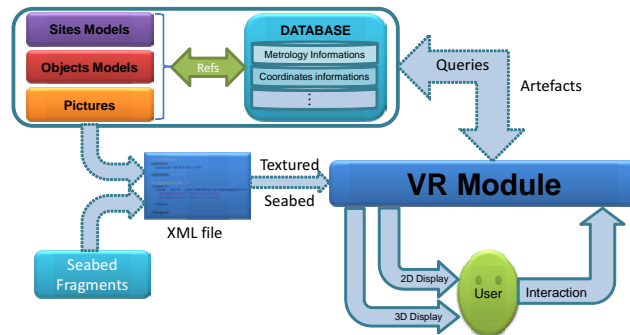 Sites Models
Objects Models
Pictures
Refs
DATABASE
Metrology Informations
Coordinates informations
⋮
Queries
Artefacts
XML file
Textured
Seabed
VR Module
Seabed
Fragments
2D Display
3D Display
User
Interaction